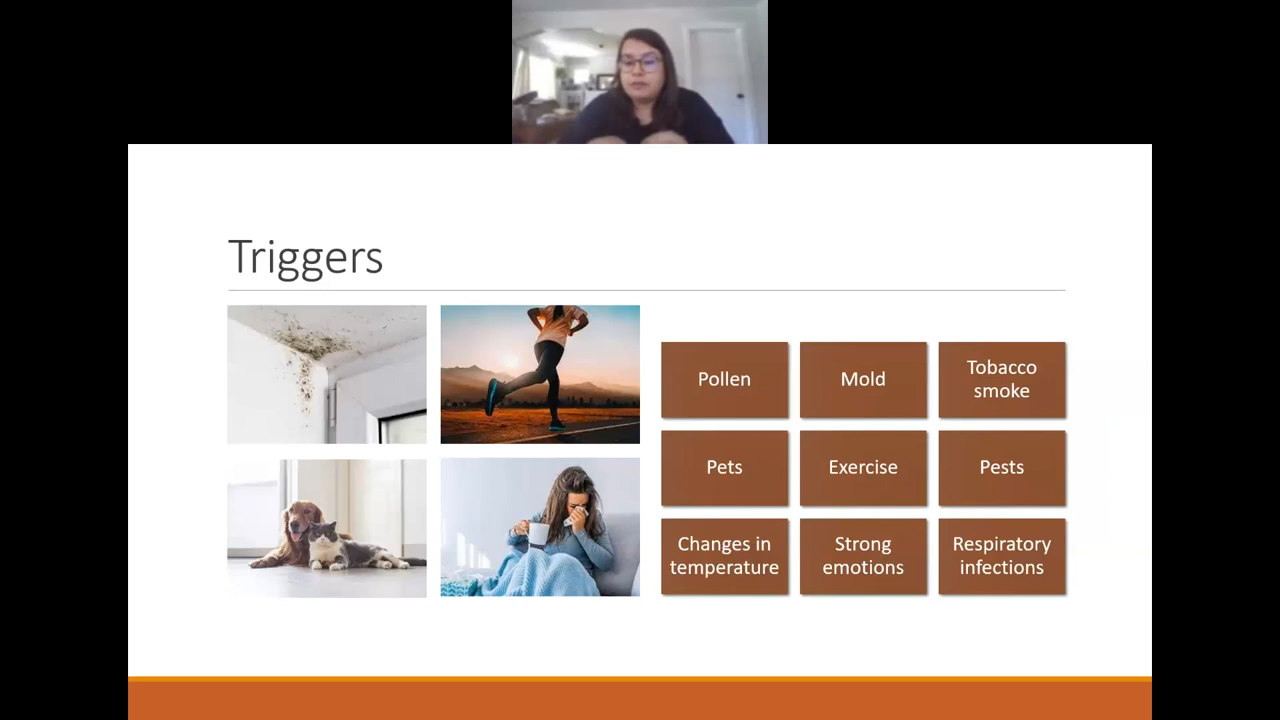 Triggers
Pollen
Mold
Tobacco
smoke
Pets
Exercise
Pests
Changes in
temperature
Strong
emotions
Respiratory
infections